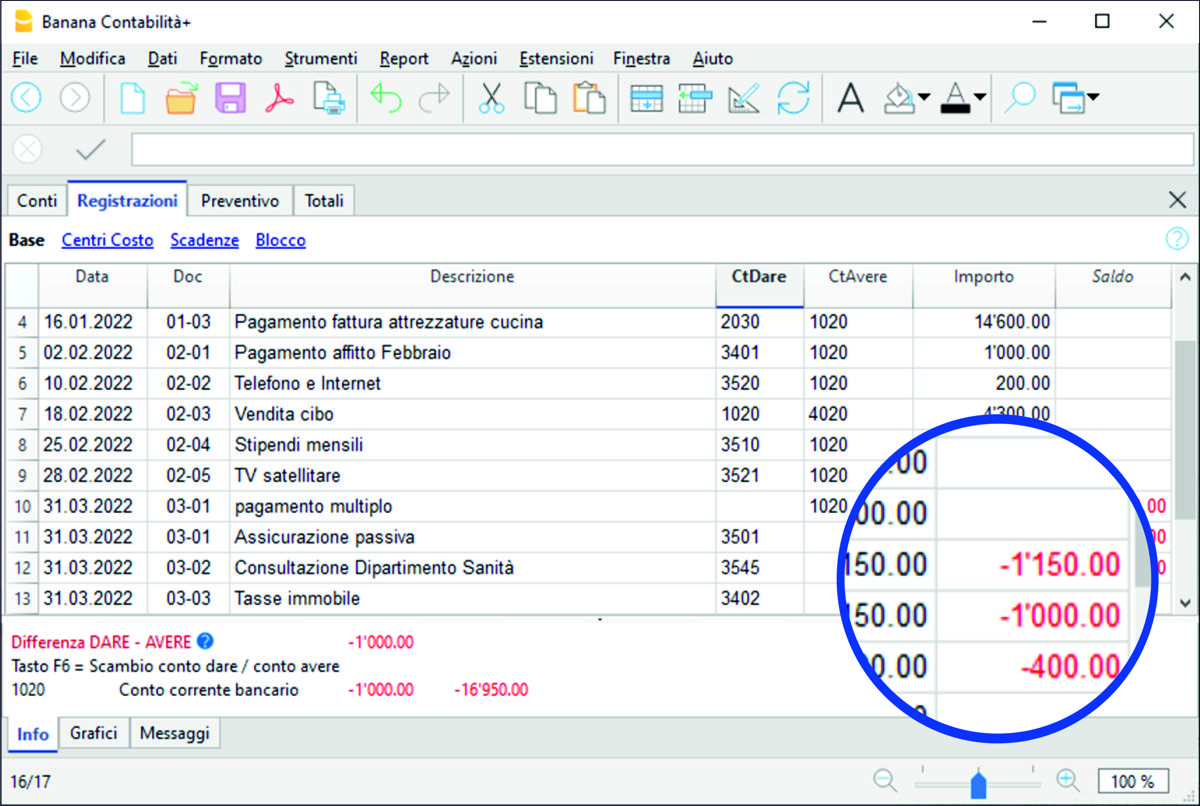 Banana Contabilità+
File Modifica Dati Formato Strumenti Report Azioni Estensioni Finestra Aiuto
Conti Registrazioni Preventivo Totali
Base Centri Costo Scadenze Blocco
Data Doc Descrizione CtDare CtAvere Importo Saldo
4 16.01.2022 01-03 Pagamento fattura attrezzature cucina 2030 1020 14'600.00
5 02.02.2022 02-01 Pagamento affitto Febbraio 3401 1020 1'000.00
6 10.02.2022 02-02 Telefono e Internet 3520 1020 200.00
7 18.02.2022 02-03 Vendita cibo 1020 4020 4'300.00
8 25.02.2022 02-04 Stipendi mensili 3510 1020
9 28.02.2022 02-05 TV satellitare 3521 1020
10 31.03.2022 03-01 pagamento multiplo 1020
11 31.03.2022 03-01 Assicurazione passiva 3501
12 31.03.2022 03-02 Consultazione Dipartimento Sanità 3545
13 31.03.2022 03-03 Tasse immobile 3402
.00
00.00
150.00 -1'150.00
150.00 -1'000.00
0.00 -400.00
Differenza DARE - AVERE -1'000.00
Tasto F6 = Scambio conto dare / conto avere
1020 Conto corrente bancario -1'000.00 -16'950.00
Info Grafici Messaggi
16/17 100 %